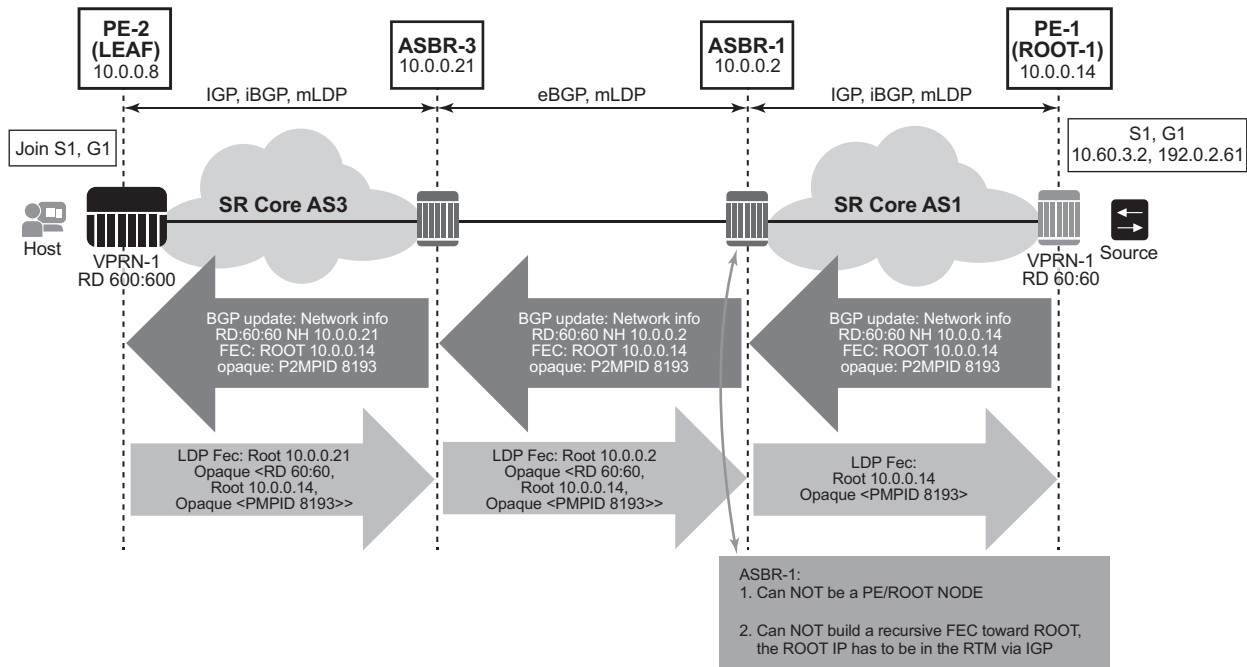 PE-2
(LEAF)
10.0.0.8
ASBR-3
10.0.0.21
ASBR-1
10.0.0.2
PE-1
(ROOT-1)
10.0.0.14
IGP, iBGP, mLDP
eBGP, mLDP
IGP, iBGP, mLDP
Join S1, G1
S1, G1
10.60.3.2, 192.0.2.61
SR Core AS3
SR Core AS1
Host
VPRN-1
RD 600:600
VPRN-1
RD 60:60
Source
BGP update: Network info
RD:60:60 NH 10.0.0.21
FEC: ROOT 10.0.0.14
opaque: P2MPID 8193
BGP update: Network info
RD:60:60 NH 10.0.0.2
FEC: ROOT 10.0.0.14
opaque: P2MPID 8193
BGP update: Network info
RD:60:60 NH 10.0.0.14
FEC: ROOT 10.0.0.14
opaque: P2MPID 8193
LDP Fec: Root 10.0.0.21
Opaque <RD 60:60,
Root 10.0.0.14,
Opaque <PMPID 8193>>
LDP Fec: Root 10.0.0.2
Opaque <RD 60:60,
Root 10.0.0.14,
Opaque <PMPID 8193>>
LDP Fec:
Root 10.0.0.14
Opaque <PMPID 8193>
ASBR-1:
1. Can NOT be a PE/ROOT NODE
2. Can NOT build a recursive FEC toward ROOT,
the ROOT IP has to be in the RTM via IGP